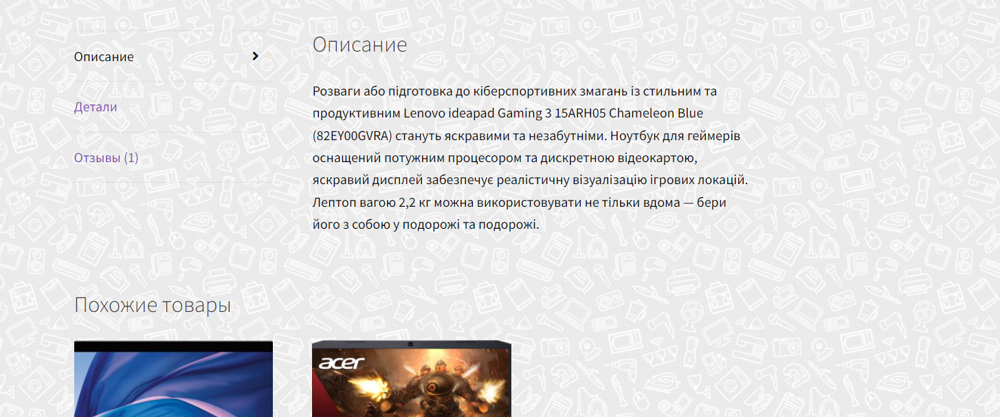 Описание
Детали
Отзывы (1)
Описание
Розваги або підготовка до кіберспортивних змагань із стильним та
продуктивним Lenovo ideapad Gaming 3 15ARH05 Chameleon Blue
(82EY00GVRA) стануть яскравими та незабутніми. Ноутбук для геймерів
оснащений потужним процесором та дискретною відеокартою,
яскравий дисплей забезпечує реалістичну візуалізацію ігрових локацій.
Лептоп вагою 2,2 кг можна використовувати не тільки вдома — бери
його з собою у подорожі та подорожі.
Похожие товары
acer